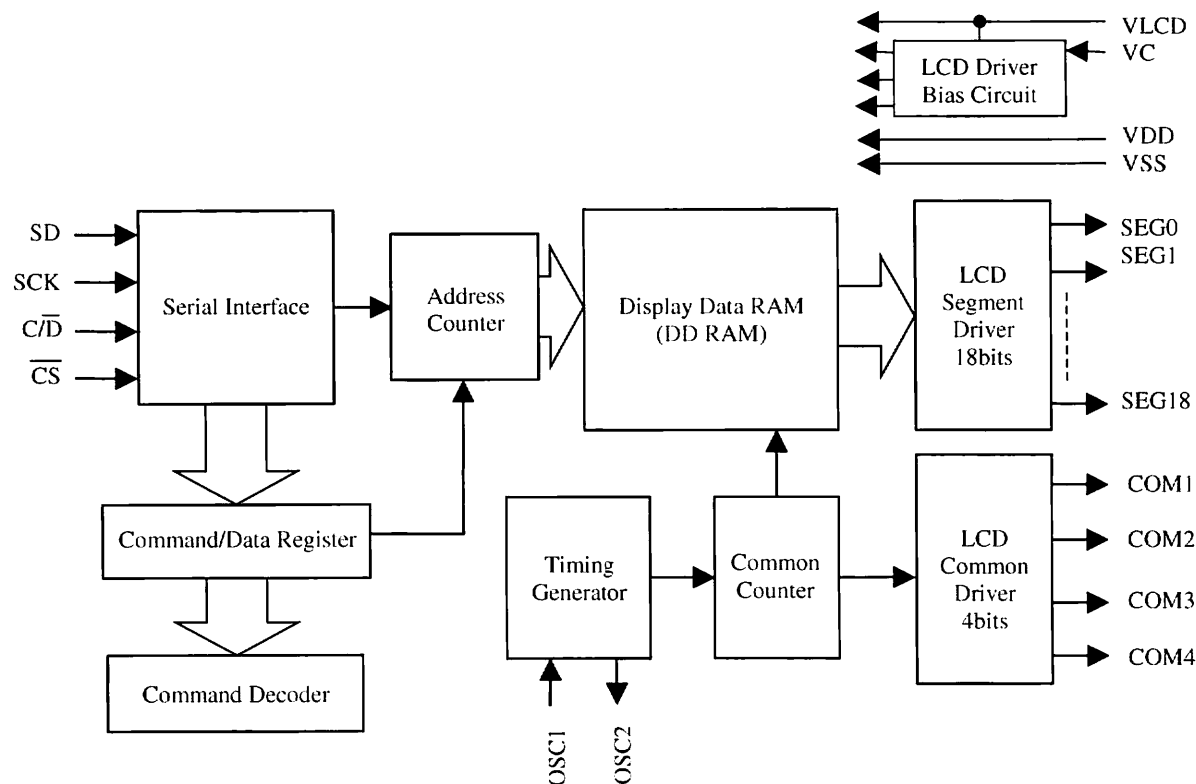 VLCD
VC
LCD Driver
Bias Circuit
VDD
VSS
SD
SCK
C/D̅
C̅S̅
Serial Interface
Address
Counter
Display Data RAM
(DD RAM)
LCD
Segment
Driver
18bits
SEG0
SEG1
SEG18
Command/Data Register
Command Decoder
Timing
Generator
OSC1
OSC2
Common
Counter
LCD
Common
Driver
4bits
COM1
COM2
COM3
COM4